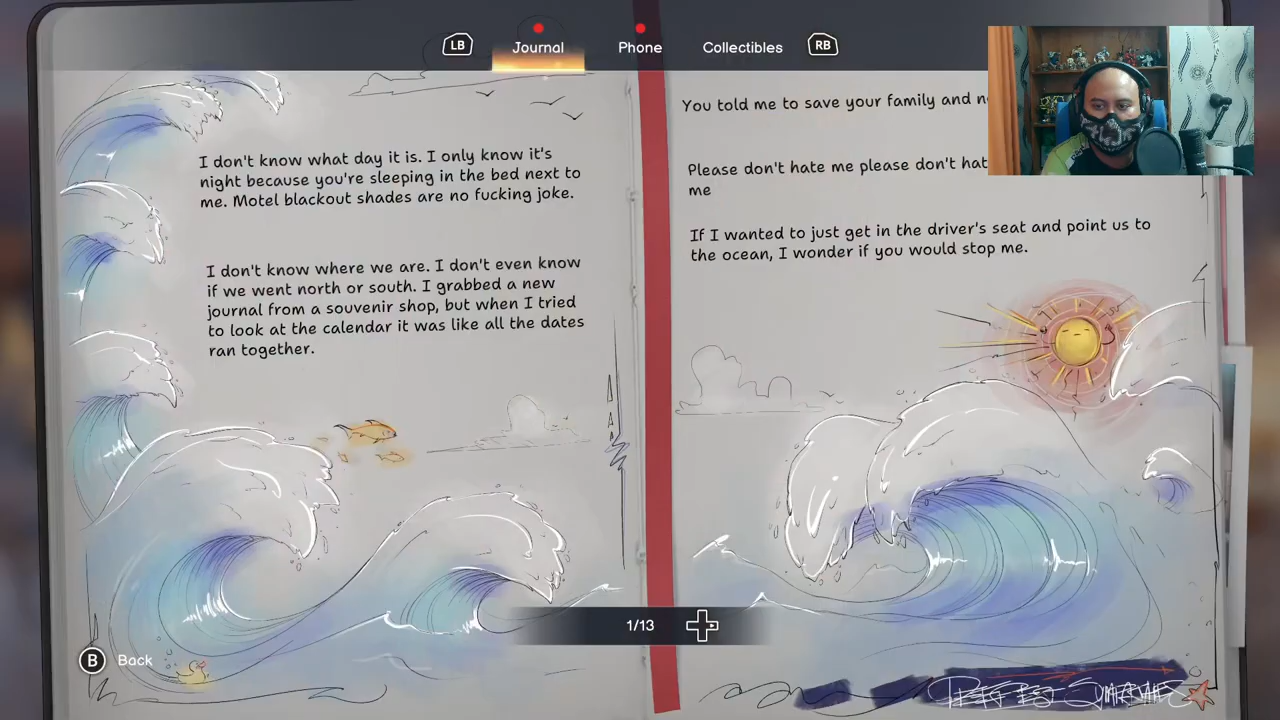 LB
Journal
Phone
Collectibles
RB
I don't know what day it is. I only know it's
night because you're sleeping in the bed next to
me. Motel blackout shades are no fucking joke.
I don't know where we are. I don't even know
if we went north or south. I grabbed a new
journal from a souvenir shop, but when I tried
to look at the calendar it was like all the dates
ran together.
You told me to save your family and
Please don't hate me please don't
me
If I wanted to just get in the driver's seat and point us to
the ocean, I wonder if you would stop me.
1/13
B Back